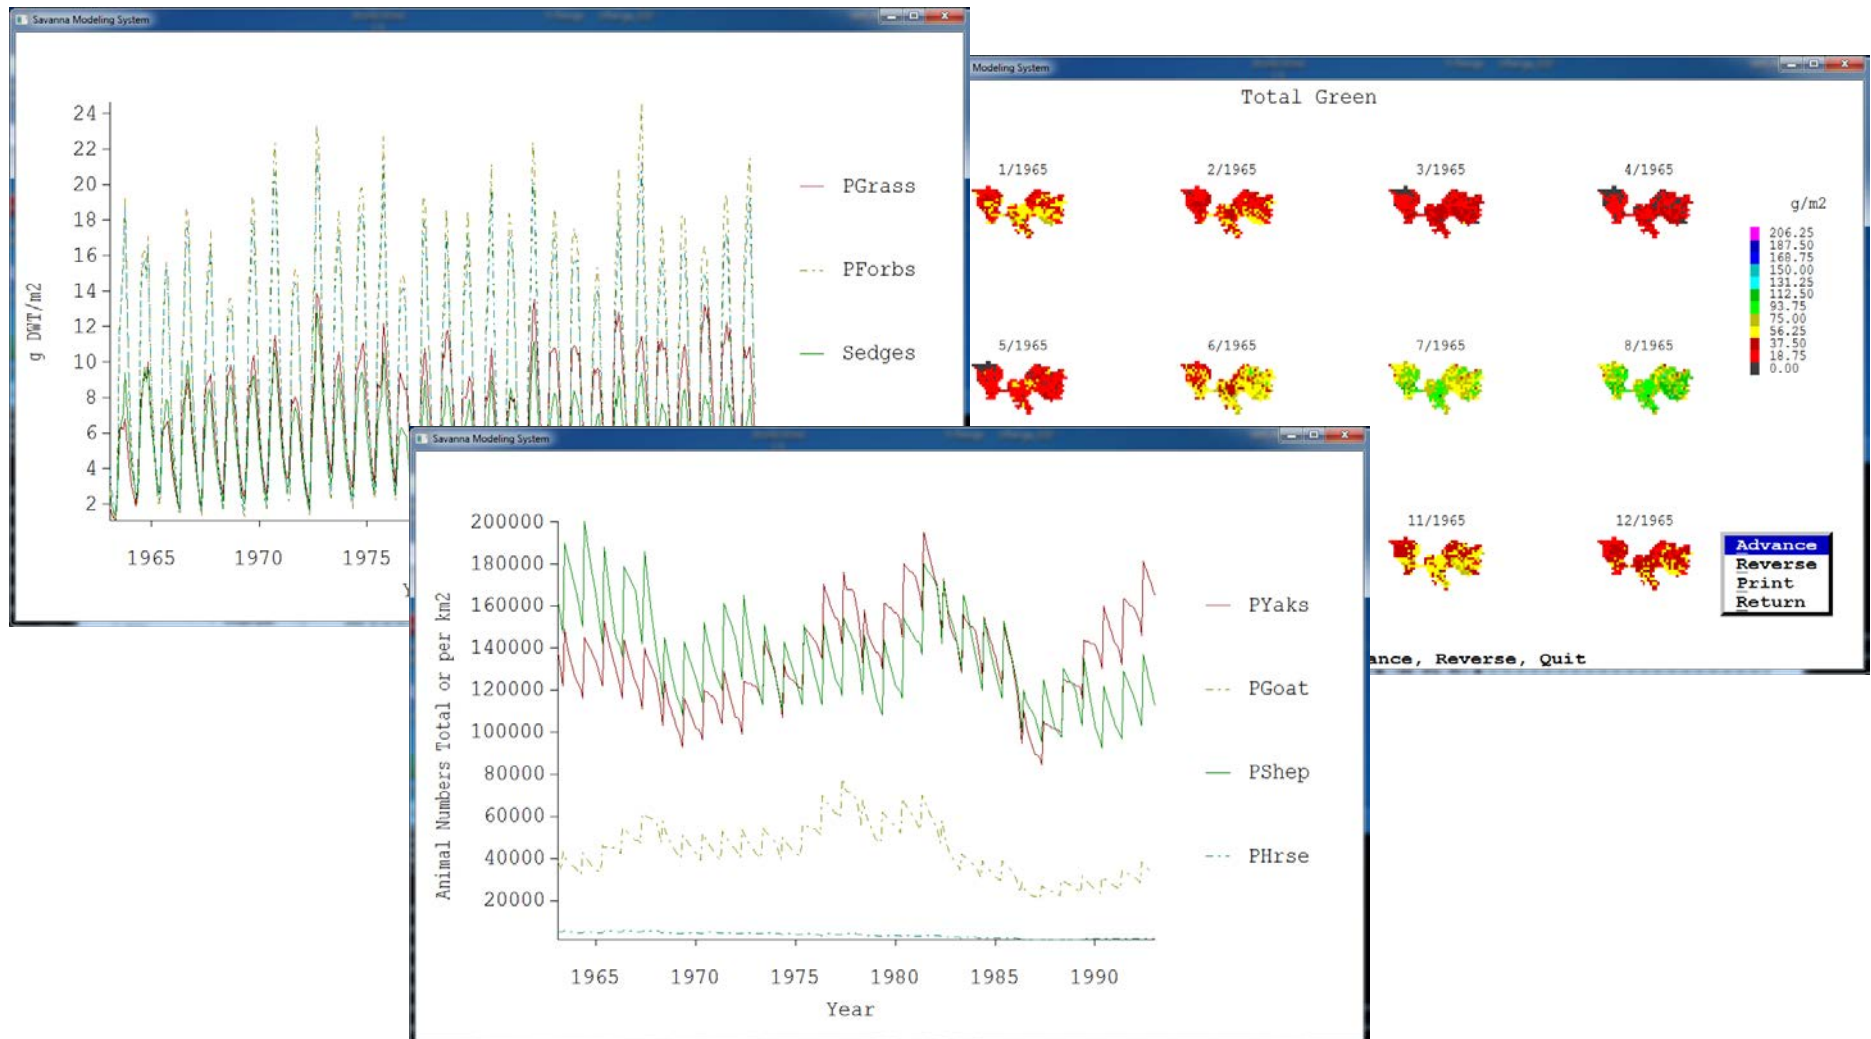 Savanna Modeling System
24
22
20
18
16
14
12
10
8
6
4
2
g DWT/m2
1965 1970 1975
PGrass
PForbs
Sedges
Modeling System
Total Green
1/1965 2/1965 3/1965 4/1965
5/1965 6/1965 7/1965 8/1965
11/1965 12/1965
g/m2
206.25
187.50
168.75
150.00
131.25
112.50
93.75
75.00
56.25
37.50
18.75
0.00
Advance
Reverse
Print
Return
ance, Reverse, Quit
Savanna Modeling System
200000
180000
160000
140000
120000
100000
80000
60000
40000
20000
Animal Numbers Total or per km2
1965 1970 1975 1980 1985 1990
Year
PYaks
PGoat
PShep
PHrse